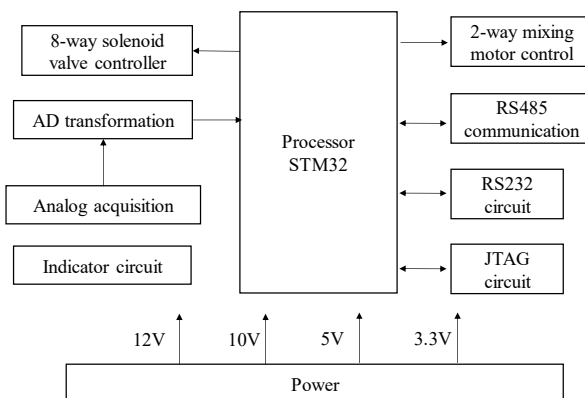 8-way solenoid
valve controller
AD transformation
Analog acquisition
Indicator circuit
Processor
STM32
2-way mixing
motor control
RS485
communication
RS232
circuit
JTAG
circuit
12V
10V
5V
3.3V
Power